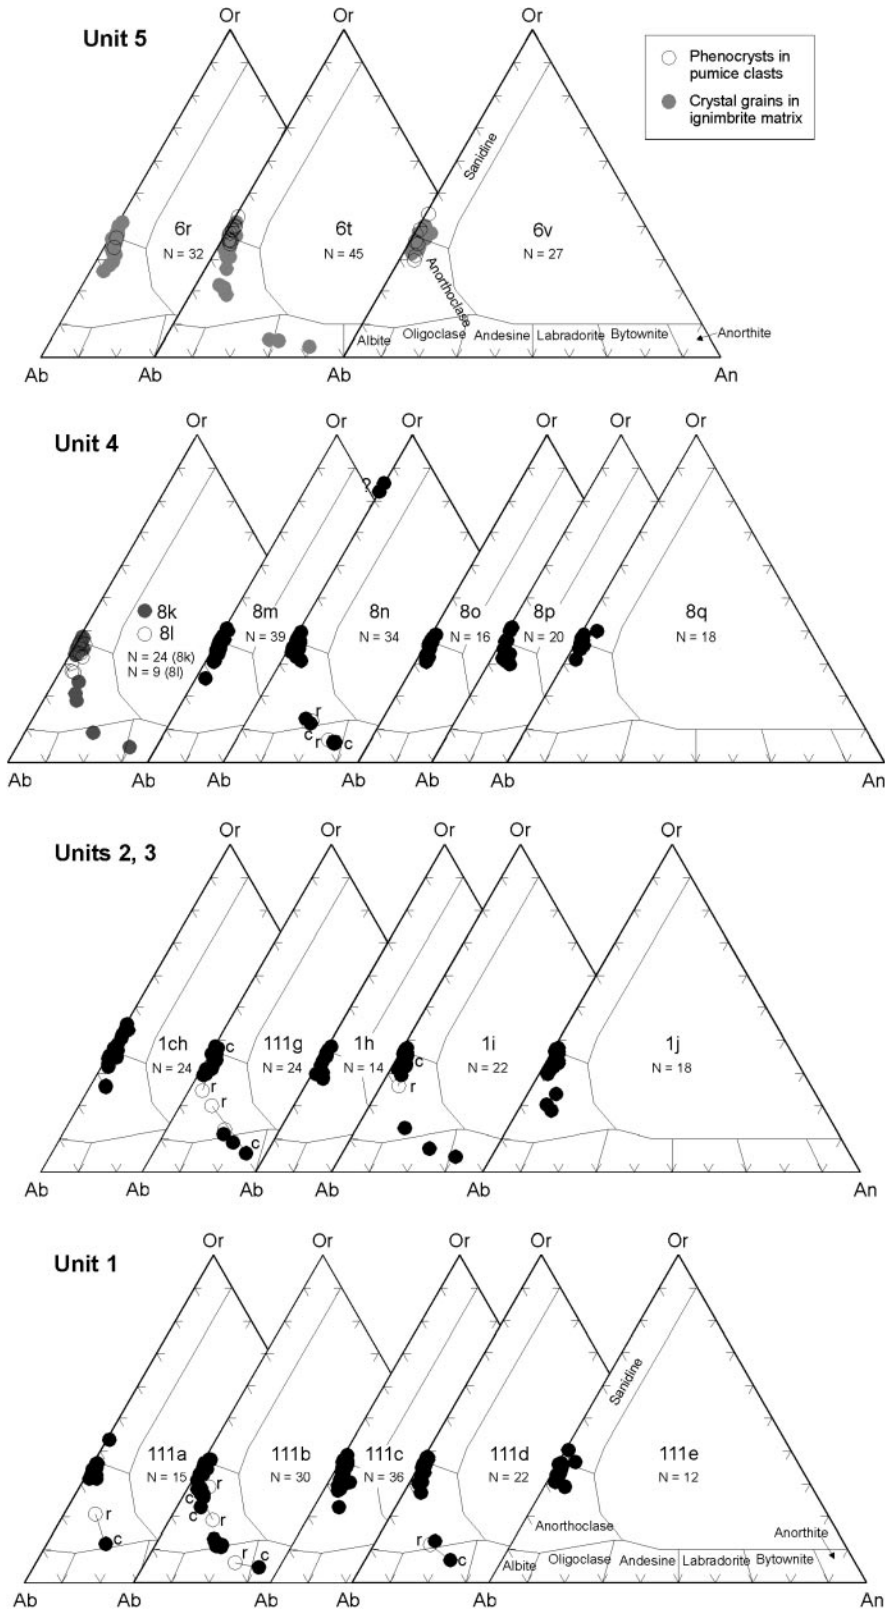 Unit 5
Or Or Or
Phenocrysts in
pumice clasts
Crystal grains in
ignimbrite matrix
Sanidine
6r 6t 6v
N = 32 N = 45 N = 27
Anorthoclase
Albite Oligoclase Andesine Labradorite Bytownite Anorthite
Ab Ab Ab An
Unit 4
Or Or Or Or Or Or
?
8k 8m 8n 8o 8p 8q
8l N = 39 N = 34 N = 16 N = 20 N = 18
N = 24 (8k)
N = 9 (8l)
r
c r c
Ab Ab Ab Ab Ab Ab An
Units 2, 3
Or Or Or Or Or
1ch c 111g 1h c 1i 1j
N = 24 N = 24 N = 14 N = 22 N = 18
r r
r
c
Ab Ab Ab Ab Ab An
Unit 1
Or Or Or Or Or
Sanidine
111a 111b 111c 111d 111e
N = 15 N = 30 N = 36 N = 22 N = 12
r
c
r c
Anorthoclase
r
c r c r c
Anorthite
Albite Oligoclase Andesine Labradorite Bytownite
Ab Ab Ab Ab Ab An